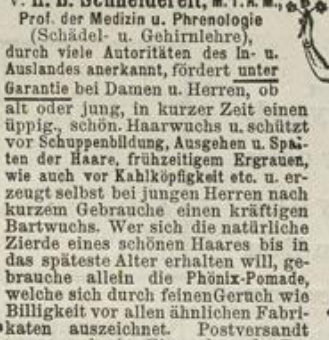 v. H. B. Schneidereit, M. T. A. M.,
Prof. der Medizin u. Phrenologie
(Schädel- u. Gehirnlehre),
durch viele Autoritäten des In- u.
Auslandes anerkannt, fördert unter
Garantie bei Damen u. Herren, ob
alt oder jung, in kurzer Zeit einen
üppig., schön. Haarwuchs u. schützt
vor Schuppenbildung, Ausgehen u. Spal-
ten der Haare, frühzeitigem Ergrauen,
wie auch vor Kahlköpfigkeit etc. u. er-
zeugt selbst bei jungen Herren nach
kurzem Gebrauche einen kräftigen
Bartwuchs. Wer sich die natürliche
Zierde eines schönen Haares bis in
das späteste Alter erhalten will, ge-
brauche allein die Phönix-Pomade,
welche sich durch feinen Geruch wie
Billigkeit vor allen ähnlichen Fabri-
katen auszeichnet. Postversandt